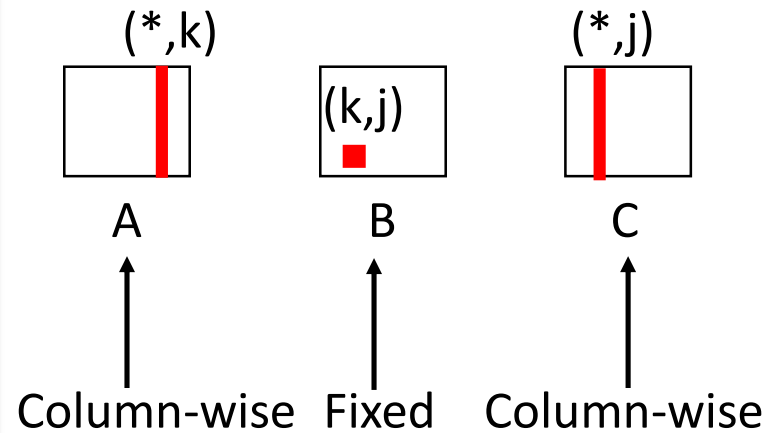 (*,k)
(*,j)
(k,j)
A
B
C
Column-wise
Fixed
Column-wise